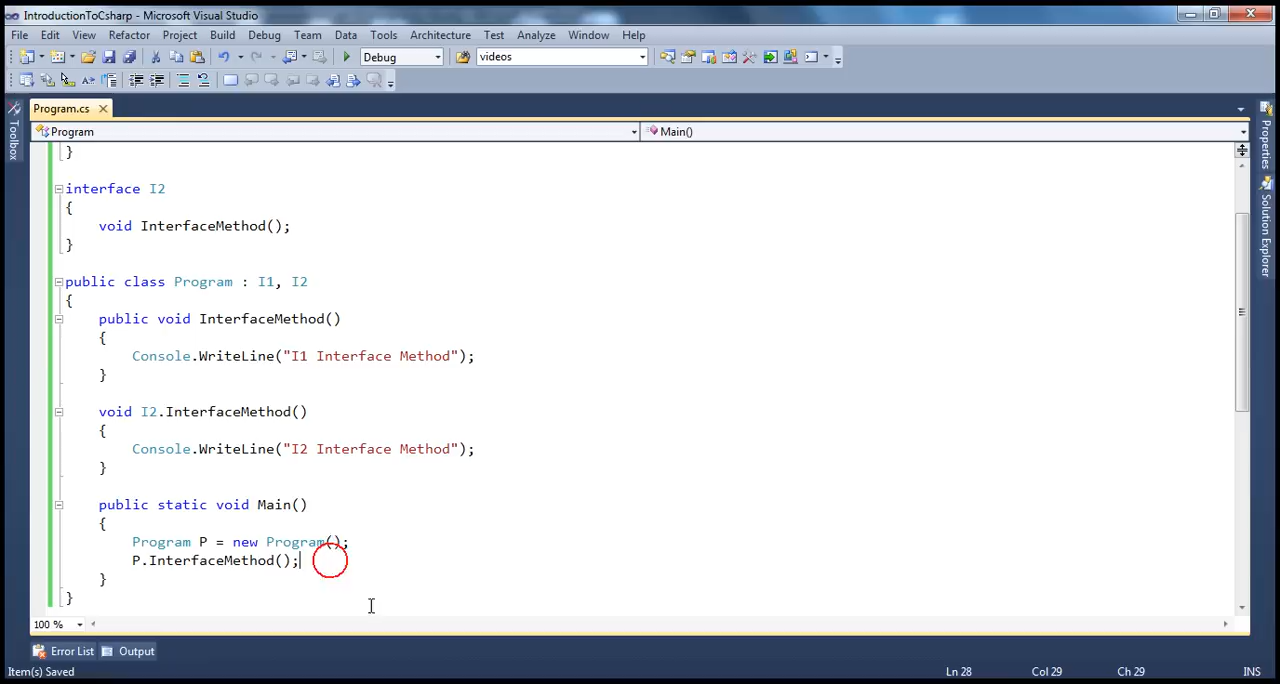 IntroductionToCsharp - Microsoft Visual Studio
File Edit View Refactor Project Build Debug Team Data Tools Architecture Test Analyze Window Help
Debug videos
Program.cs
Program Main()
Toolbox
Properties
Solution Explorer
}
interface I2
{
void InterfaceMethod();
}
public class Program : I1, I2
{
public void InterfaceMethod()
{
Console.WriteLine("I1 Interface Method");
}
void I2.InterfaceMethod()
{
Console.WriteLine("I2 Interface Method");
}
public static void Main()
{
Program P = new Program();
P.InterfaceMethod();
}
}
100 %
Error List Output
Item(s) Saved Ln 28 Col 29 Ch 29 INS